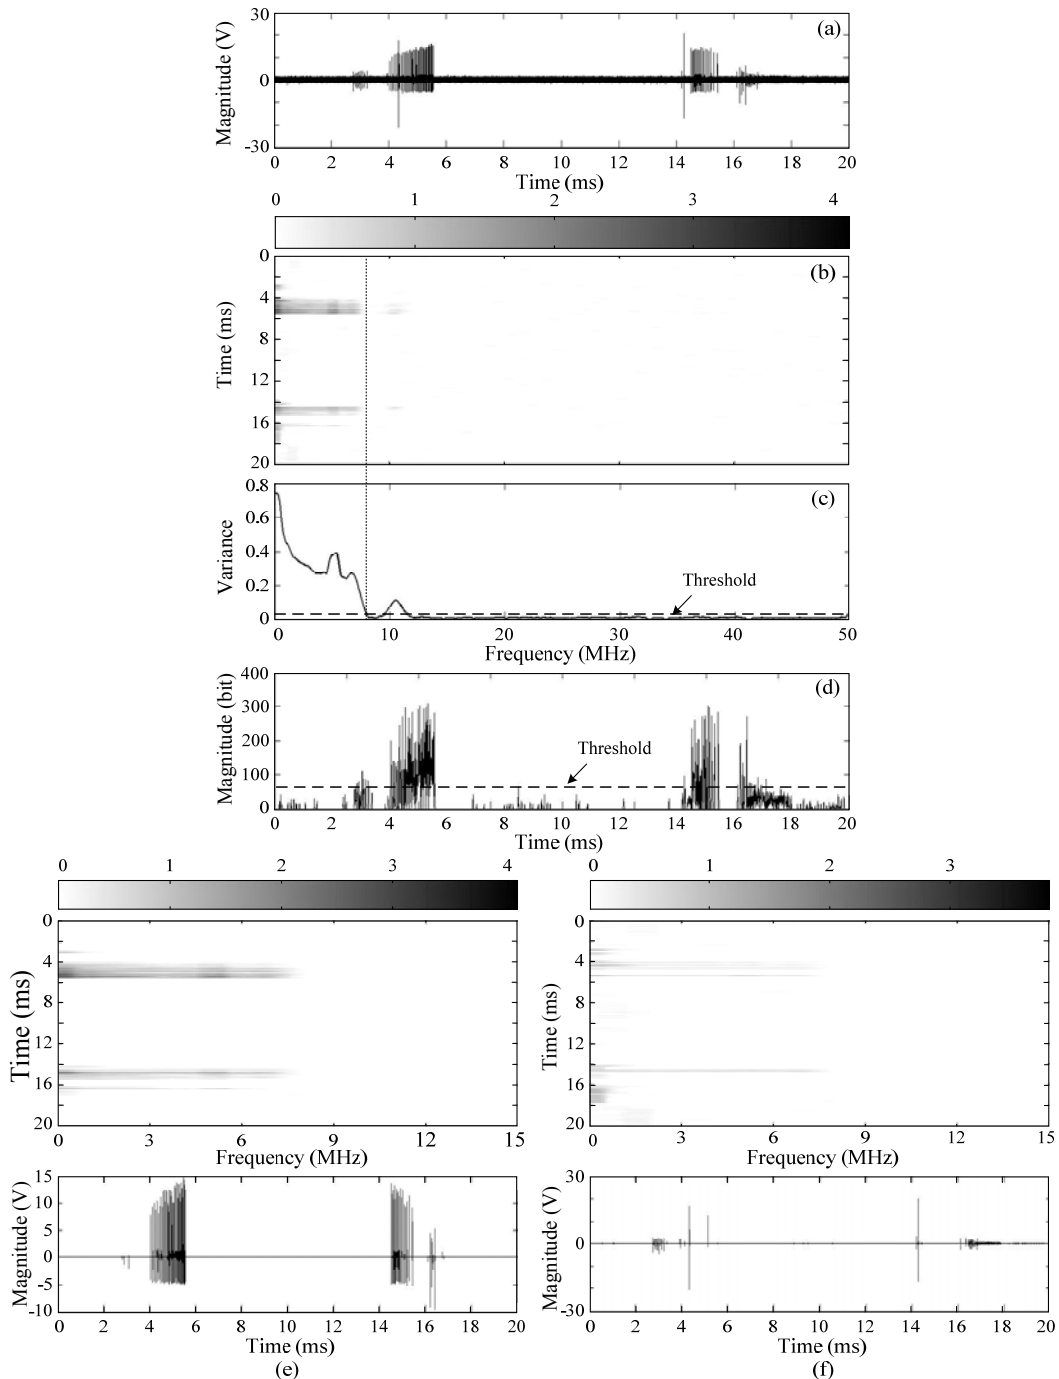 (a)
Magnitude (V)
30
0
-30
0 2 4 6 8 10 12 14 16 18 20
Time (ms)
0 1 2 3 4
(b)
Time (ms)
0
4
8
12
16
20
(c)
Variance
0.8
0.6
0.4
0.2
0
Threshold
0 10 20 30 40 50
Frequency (MHz)
(d)
Magnitude (bit)
400
300
200
100
0
Threshold
0 2 4 6 8 10 12 14 16 18 20
Time (ms)
0 1 2 3 4
Time (ms)
0
4
8
12
16
20
0 3 6 9 12 15
Frequency (MHz)
Magnitude (V)
15
10
5
0
-5
-10
0 2 4 6 8 10 12 14 16 18 20
Time (ms)
(e)
0 1 2 3
Time (ms)
0
4
8
12
16
20
0 3 6 9 12 15
Frequency (MHz)
Magnitude (V)
30
0
-30
0 2 4 6 8 10 12 14 16 18 20
Time (ms)
(f)